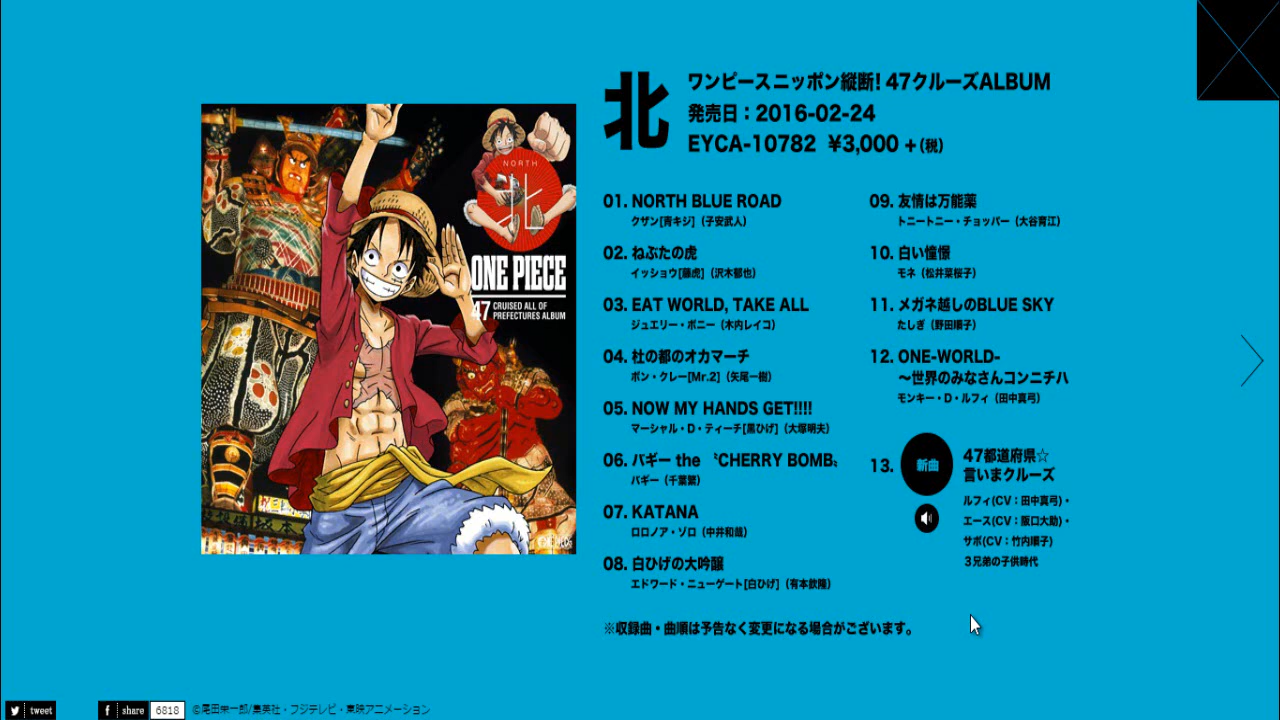 北
ワンピースニッポン縦断! 47クルーズALBUM
発売日：2016-02-24
EYCA-10782 ¥3,000 +(税)
NORTH
北
ONE PIECE
47 CRUISED ALL OF
PREFECTURES ALBUM
01. NORTH BLUE ROAD
クザン[青キジ]（子安武人）
02. ねぶたの虎
イッショウ[藤虎]（沢木郁也）
03. EAT WORLD, TAKE ALL
ジュエリー・ボニー（木内レイコ）
04. 杜の都のオカマーチ
ボン・クレー[Mr.2]（矢尾一樹）
05. NOW MY HANDS GET!!!!
マーシャル・D・ティーチ[黒ひげ]（大塚明夫）
06. バギー the 〝CHERRY BOMB〟
バギー（千葉繁）
07. KATANA
ロロノア・ゾロ（中井和哉）
08. 白ひげの大吟醸
エドワード・ニューゲート[白ひげ]（有本欽隆）
09. 友情は万能薬
トニートニー・チョッパー（大谷育江）
10. 白い憧憬
モネ（松井菜桜子）
11. メガネ越しのBLUE SKY
たしぎ（野田順子）
12. ONE-WORLD-
～世界のみなさんコンニチハ
モンキー・D・ルフィ（田中真弓）
13. 新曲 47都道府県☆
言いまクルーズ
ルフィ(CV：田中真弓)・
エース(CV：阪口大助)・
サボ(CV：竹内順子)
３兄弟の子供時代
※収録曲・曲順は予告なく変更になる場合がございます。
tweet share 6818 ©尾田栄一郎/集英社・フジテレビ・東映アニメーション